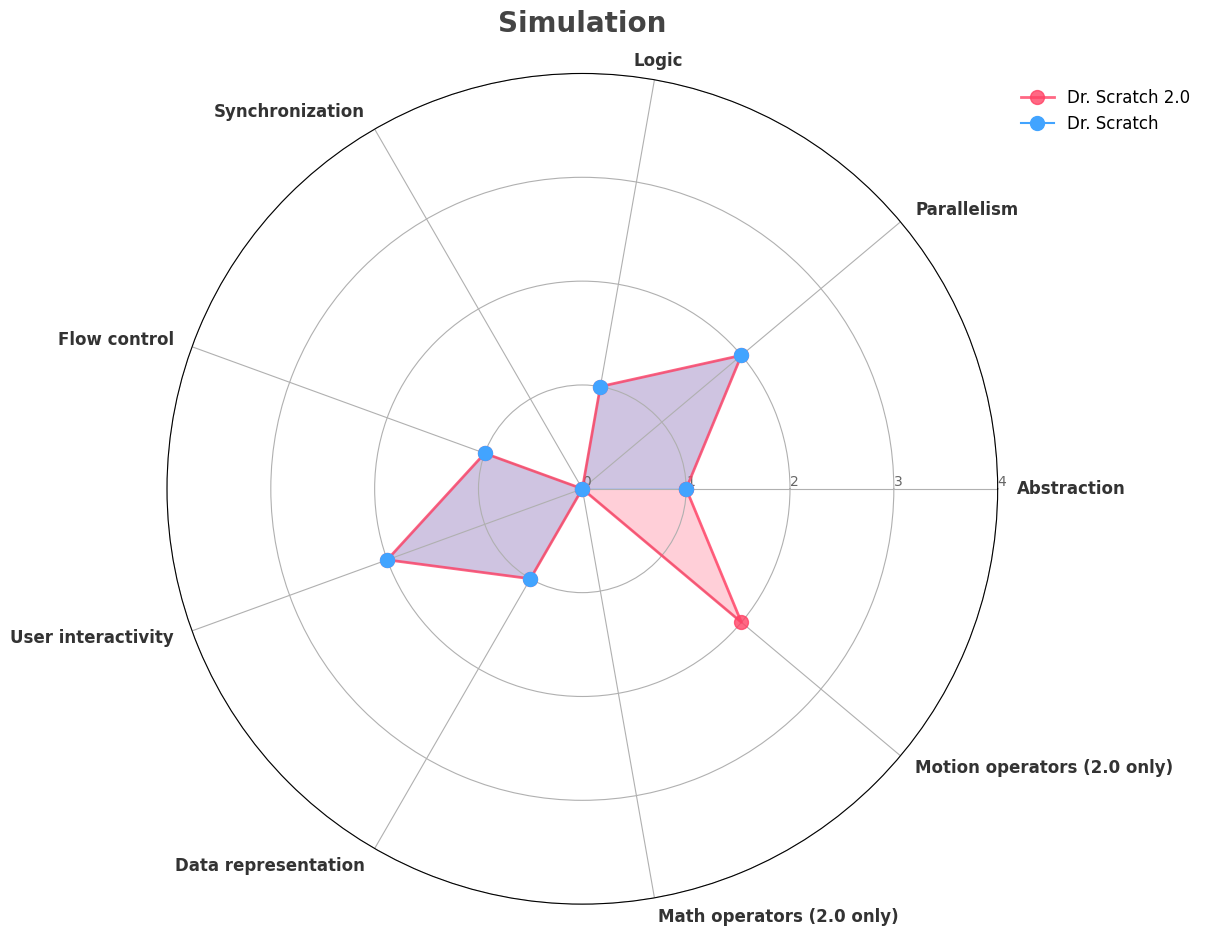 Simulation
Logic
Dr. Scratch 2.0
Synchronization
Dr. Scratch
Parallelism
Flow control
0 1 2 3 4
Abstraction
User interactivity
Motion operators (2.0 only)
Data representation
Math operators (2.0 only)